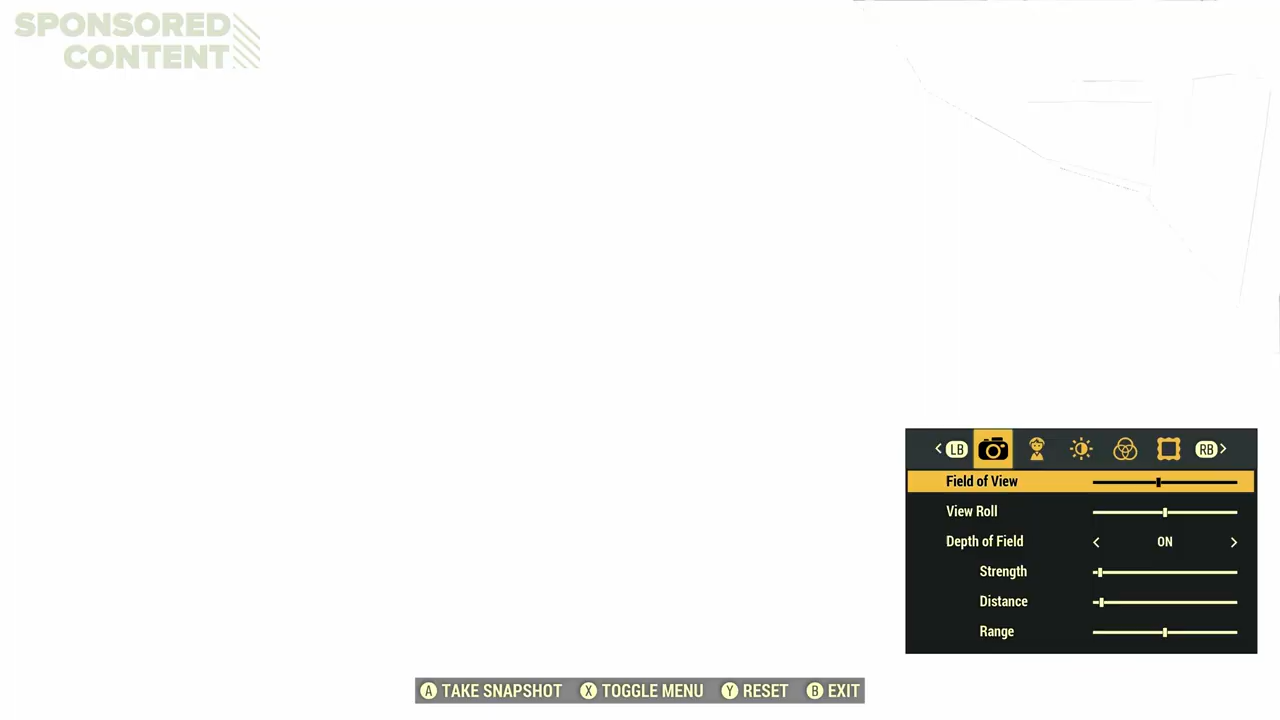 SPONSORED
CONTENT
LB
RB
Field of View
View Roll
Depth of Field
ON
Strength
Distance
Range
A TAKE SNAPSHOT X TOGGLE MENU Y RESET B EXIT